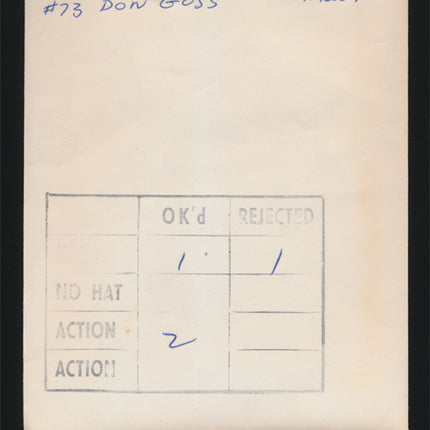 #73 DON GOSS
OK'd REJECTED
1 1
NO HAT
ACTION 2
ACTION